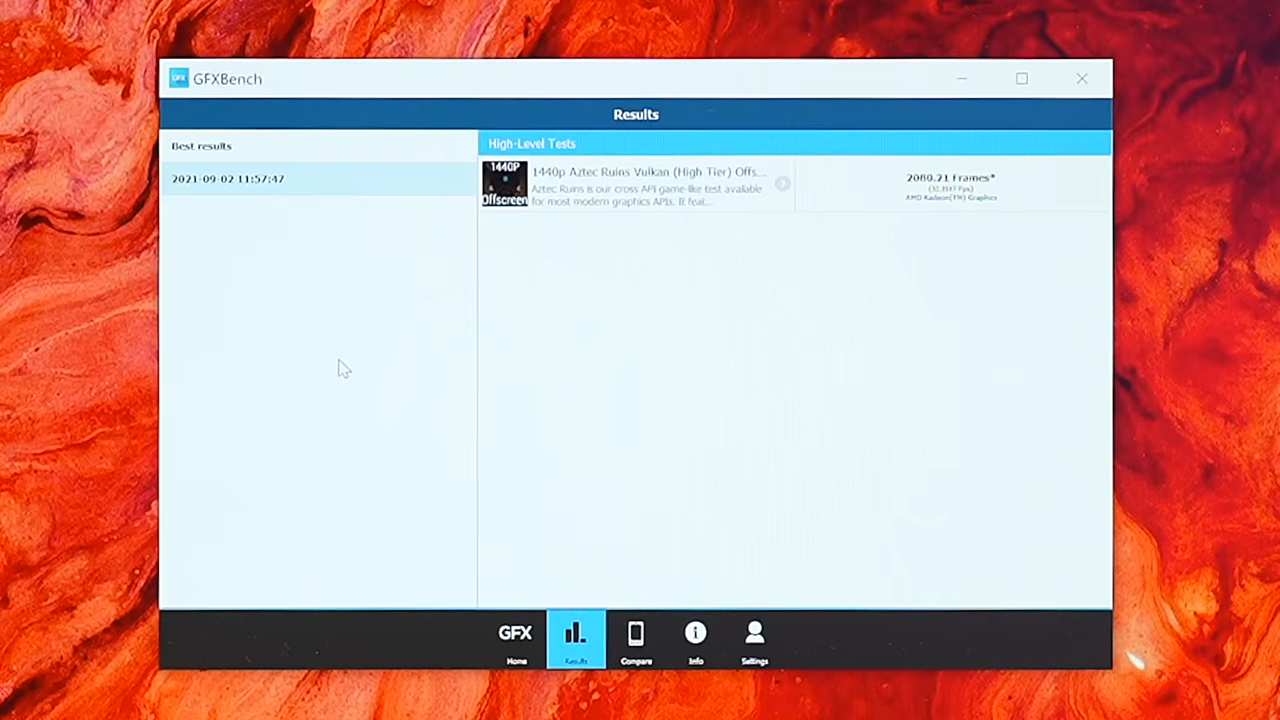 GFXBench
Results
Best results
2021-09-02 11:57:47
High-Level Tests
1440P
Offscreen
1440p Aztec Ruins Vulkan (High Tier) Offs...
Aztec Ruins is our cross API game-like test available
for most modern graphics APIs. It feat...
2080.21 Frames*
AMD Radeon(TM) Graphics
GFX
Home
Results
Compare
Info
Settings